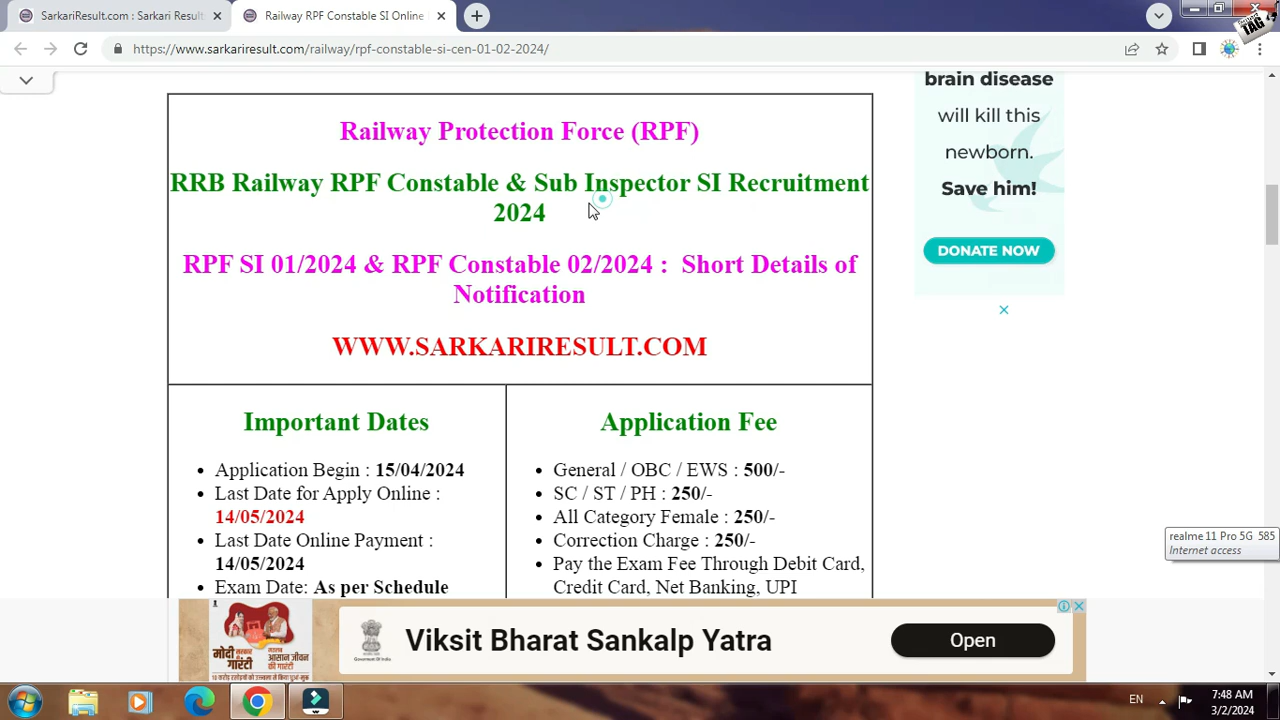 SarkariResult.com : Sarkari Result
Railway RPF Constable SI Online
TAG
https://www.sarkariresult.com/railway/rpf-constable-si-cen-01-02-2024/
Railway Protection Force (RPF)
RRB Railway RPF Constable & Sub Inspector SI Recruitment
2024
RPF SI 01/2024 & RPF Constable 02/2024 : Short Details of
Notification
WWW.SARKARIRESULT.COM
Important Dates
Application Begin : 15/04/2024
Last Date for Apply Online :
14/05/2024
Last Date Online Payment :
14/05/2024
Exam Date: As per Schedule
Application Fee
General / OBC / EWS : 500/-
SC / ST / PH : 250/-
All Category Female : 250/-
Correction Charge : 250/-
Pay the Exam Fee Through Debit Card,
Credit Card, Net Banking, UPI
brain disease
will kill this
newborn.
Save him!
DONATE NOW
realme 11 Pro 5G 585
Internet access
मोदी सरकार
की
गारंटी
आसान जीवन
की गारंटी
Viksit Bharat Sankalp Yatra
Open
EN
7:48 AM
3/2/2024